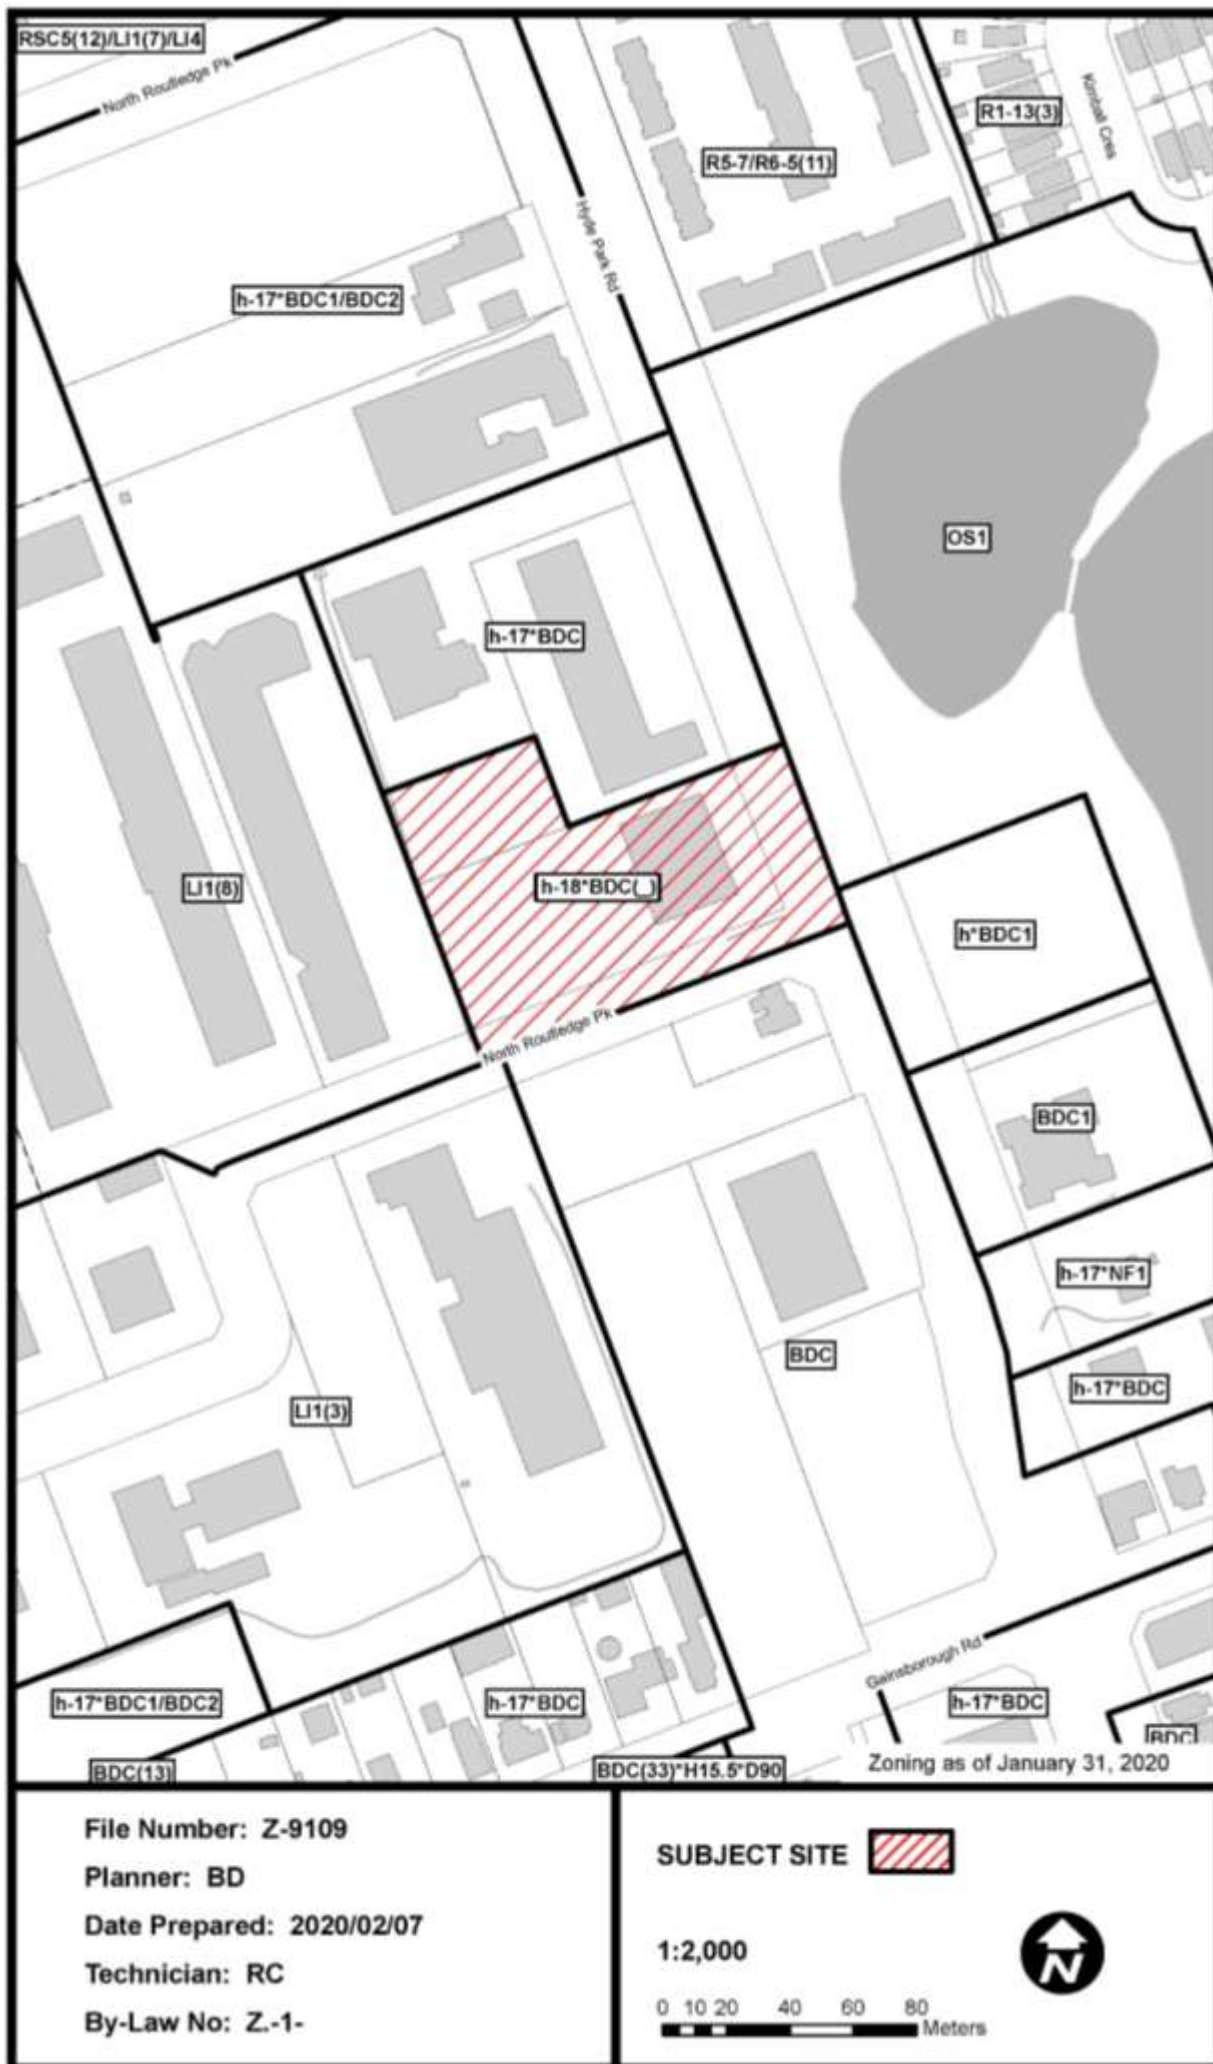 RSC5(12)/LI1(7)/LI4
North Routledge Pk
Kimball Cres
R1-13(3)
R5-7/R6-5(11)
Hyde Park Rd
h-17*BDC1/BDC2
OS1
h-17*BDC
LI1(8)
h-18*BDC(_)
h*BDC1
North Routledge Pk
BDC1
h-17*NF1
BDC
h-17*BDC
LI1(3)
Gainsborough Rd
h-17*BDC1/BDC2
h-17*BDC
h-17*BDC
BDC
BDC(13)
BDC(33)*H15.5*D90
Zoning as of January 31, 2020
File Number: Z-9109
Planner: BD
Date Prepared: 2020/02/07
Technician: RC
By-Law No: Z.-1-
SUBJECT SITE
1:2,000
N
0 10 20 40 60 80
Meters